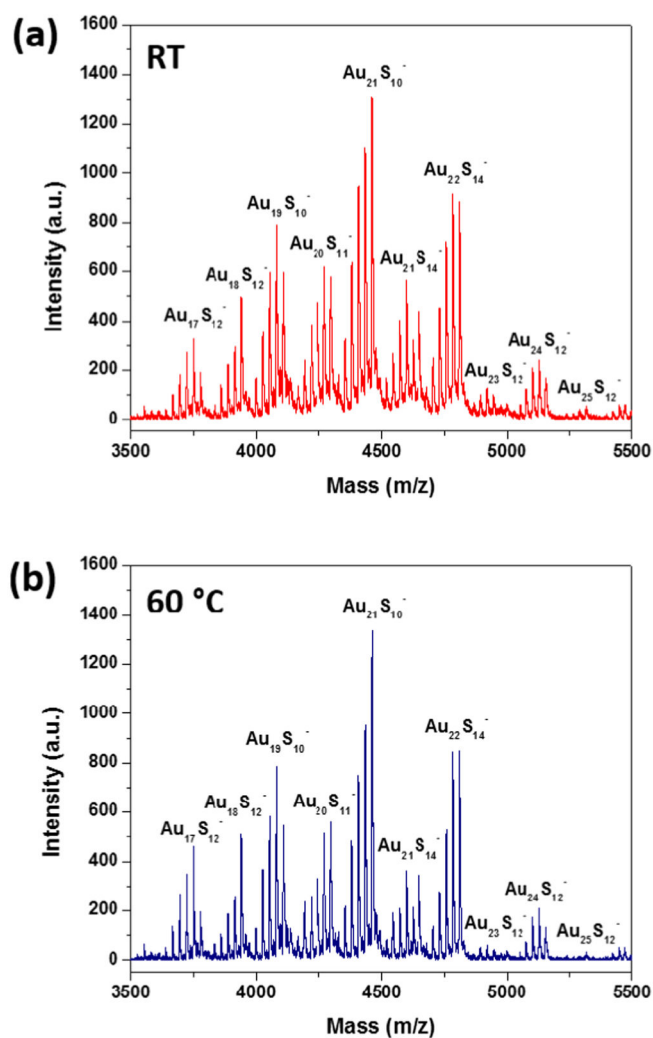 (a)
RT
1600
1400
1200
1000
800
600
400
200
0
Intensity (a.u.)
Au₁₇S₁₂⁻
Au₁₈S₁₂⁻
Au₁₉S₁₀⁻
Au₂₀S₁₁⁻
Au₂₁S₁₀⁻
Au₂₁S₁₄⁻
Au₂₂S₁₄⁻
Au₂₃S₁₂⁻
Au₂₄S₁₂⁻
Au₂₅S₁₂⁻
3500 4000 4500 5000 5500
Mass (m/z)
(b)
60 °C
1600
1400
1200
1000
800
600
400
200
0
Intensity (a.u.)
Au₁₇S₁₂⁻
Au₁₈S₁₂⁻
Au₁₉S₁₀⁻
Au₂₀S₁₁⁻
Au₂₁S₁₀⁻
Au₂₁S₁₄⁻
Au₂₂S₁₄⁻
Au₂₃S₁₂⁻
Au₂₄S₁₂⁻
Au₂₅S₁₂⁻
3500 4000 4500 5000 5500
Mass (m/z)